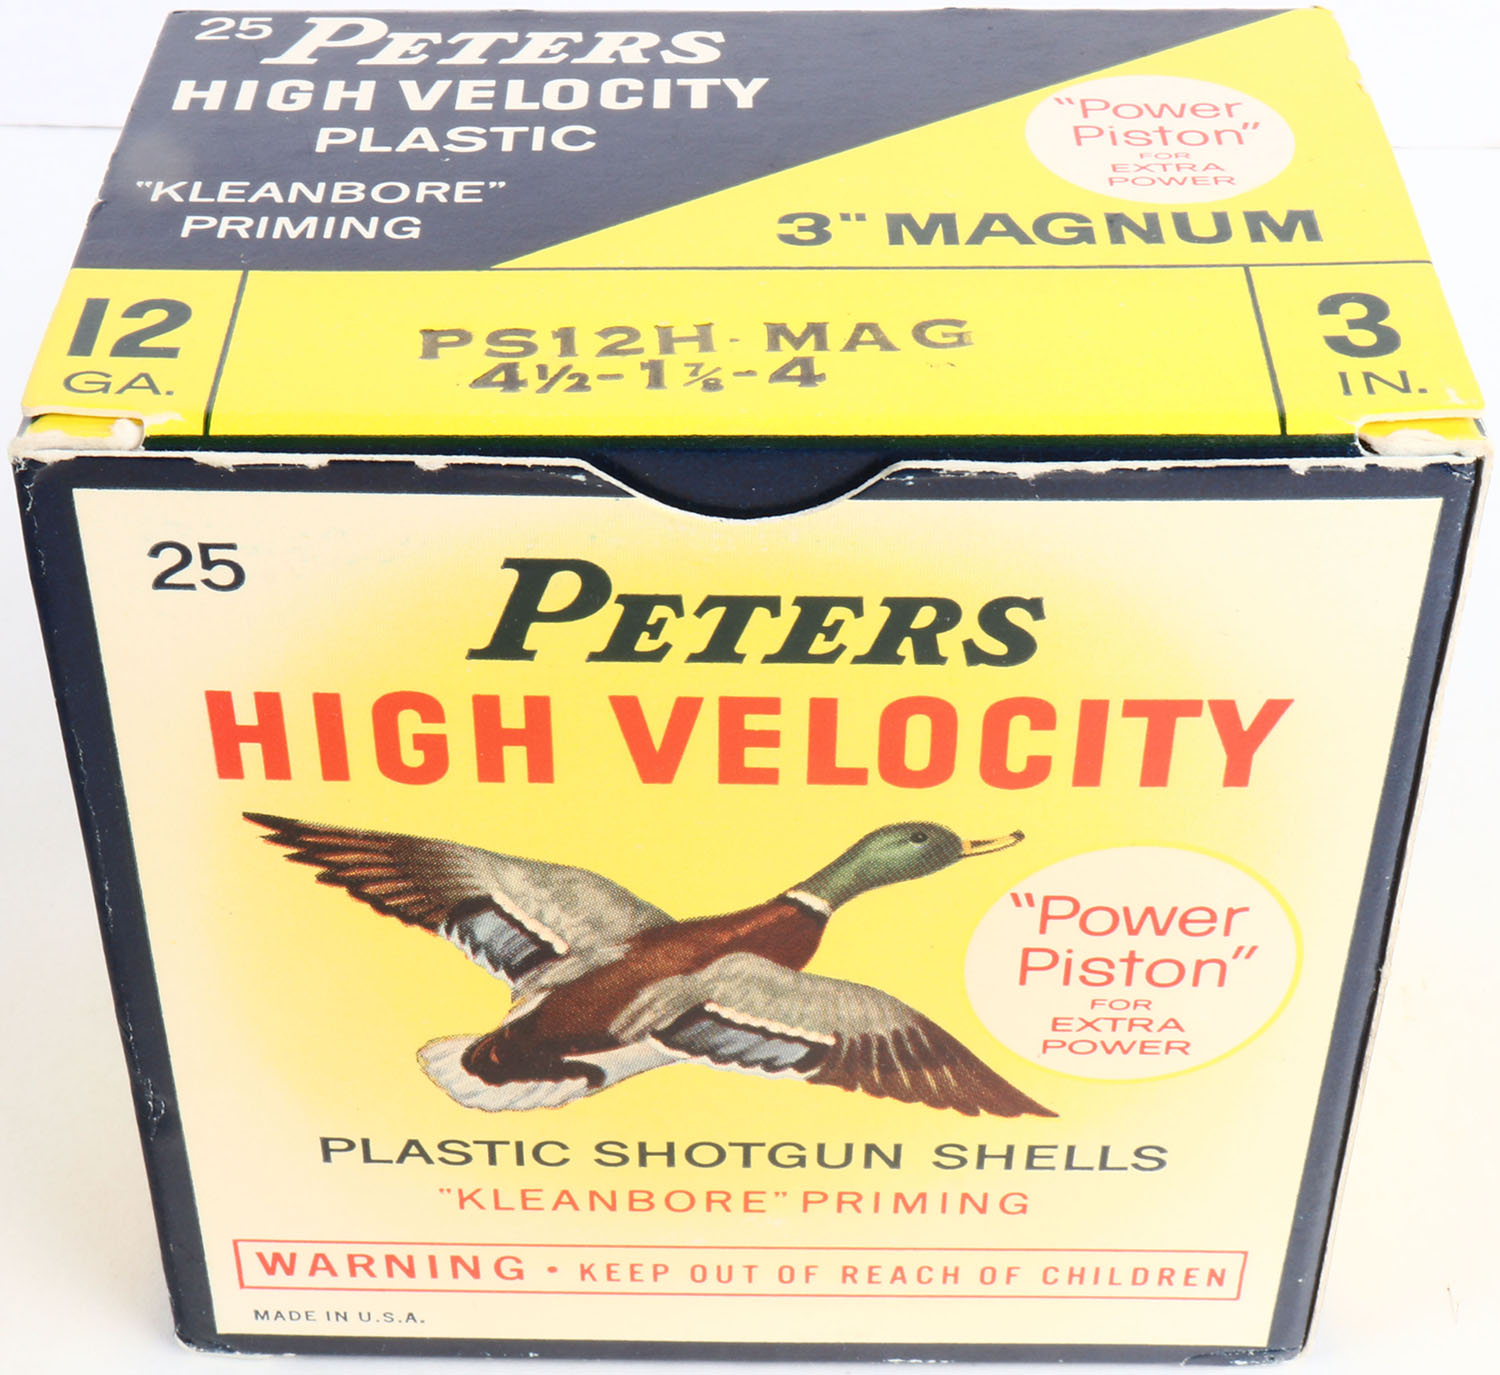 25 PETERS
HIGH VELOCITY
PLASTIC
"KLEANBORE"
PRIMING
"Power
Piston"
FOR
EXTRA
POWER
3" MAGNUM
12
GA.
PS12H-MAG
4½-1⅞-4
3
IN.
25
PETERS
HIGH VELOCITY
"Power
Piston"
FOR
EXTRA
POWER
PLASTIC SHOTGUN SHELLS
"KLEANBORE" PRIMING
WARNING • KEEP OUT OF REACH OF CHILDREN
MADE IN U.S.A.